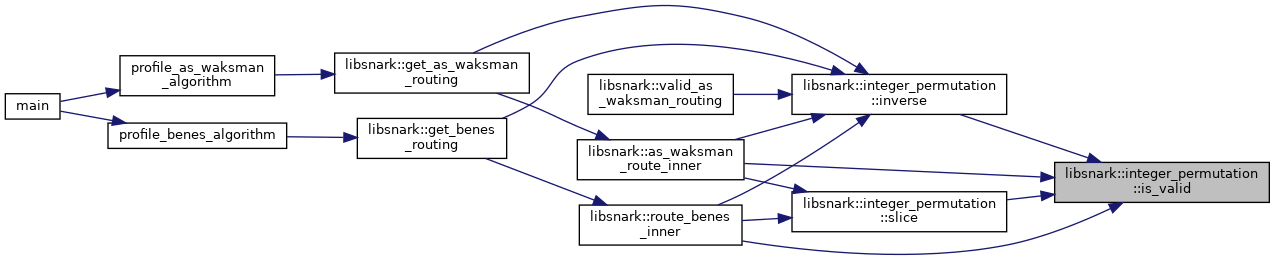 main
profile_as_waksman
_algorithm
profile_benes_algorithm
libsnark::get_as_waksman
_routing
libsnark::get_benes
_routing
libsnark::valid_as
_waksman_routing
libsnark::as_waksman
_route_inner
libsnark::route_benes
_inner
libsnark::integer_permutation
::inverse
libsnark::integer_permutation
::slice
libsnark::integer_permutation
::is_valid